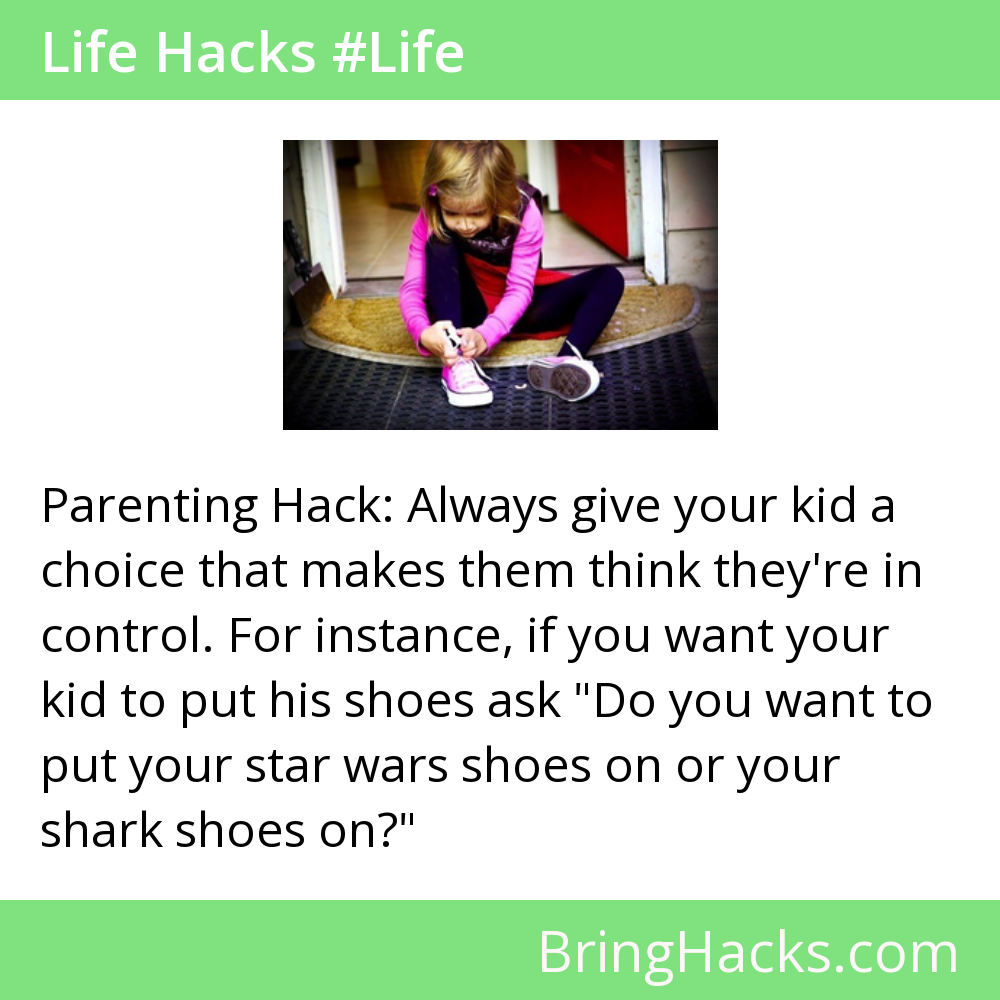 Life Hacks #Life
Parenting Hack: Always give your kid a
choice that makes them think they're in
control. For instance, if you want your
kid to put his shoes ask "Do you want to
put your star wars shoes on or your
shark shoes on?"
BringHacks.com